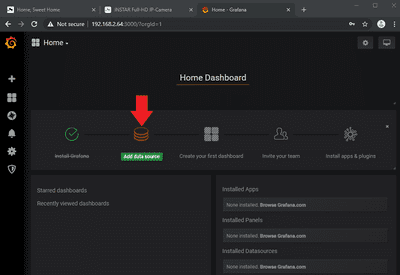 Home, Sweet Home
INSTAR Full-HD IP-Camera
Home - Grafana
Not secure
192.168.2.64:3000/?orgId=1
Home
Home Dashboard
Install Grafana
Add data source
Create your first dashboard
Invite your team
Install apps & plugins
Starred dashboards
Recently viewed dashboards
Installed Apps
None installed. Browse Grafana.com
Installed Panels
None installed. Browse Grafana.com
Installed Datasources
None installed. Browse Grafana.com